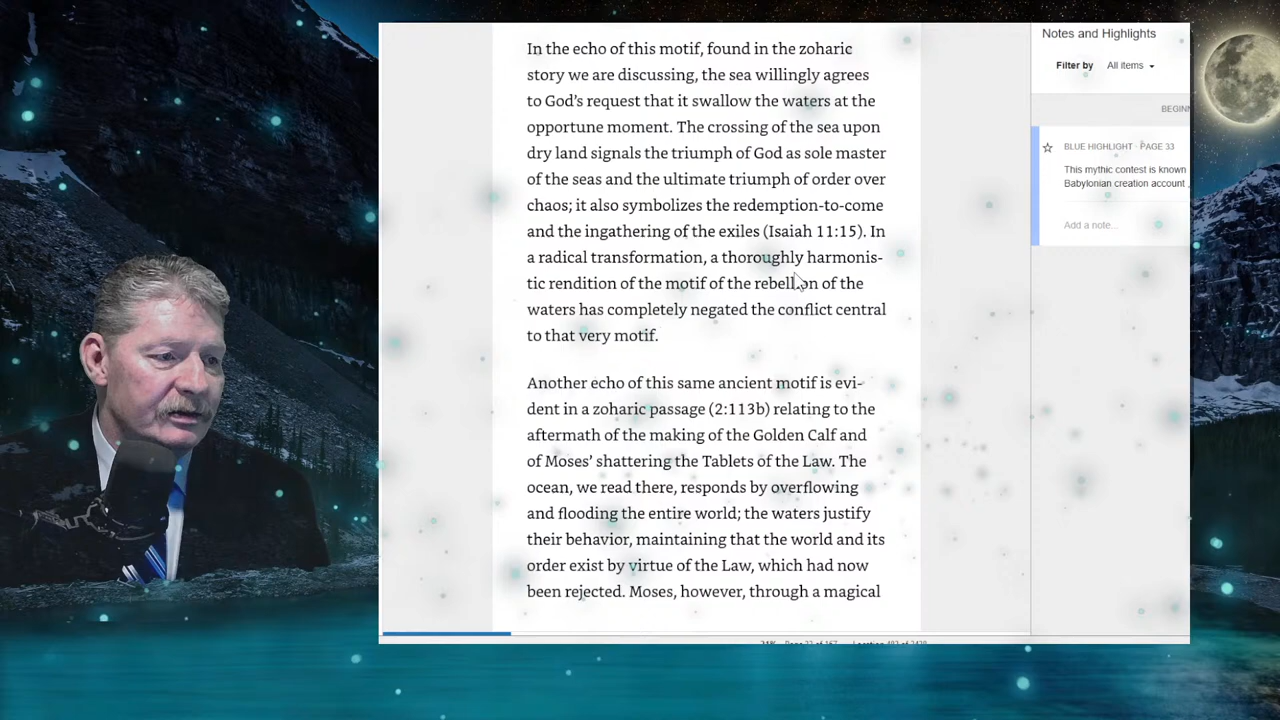 In the echo of this motif, found in the zoharic
story we are discussing, the sea willingly agrees
to God's request that it swallow the waters at the
opportune moment. The crossing of the sea upon
dry land signals the triumph of God as sole master
of the seas and the ultimate triumph of order over
chaos; it also symbolizes the redemption-to-come
and the ingathering of the exiles (Isaiah 11:15). In
a radical transformation, a thoroughly harmonis-
tic rendition of the motif of the rebellion of the
waters has completely negated the conflict central
to that very motif.
Another echo of this same ancient motif is evi-
dent in a zoharic passage (2:113b) relating to the
aftermath of the making of the Golden Calf and
of Moses' shattering the Tablets of the Law. The
ocean, we read there, responds by overflowing
and flooding the entire world; the waters justify
their behavior, maintaining that the world and its
order exist by virtue of the Law, which had now
been rejected. Moses, however, through a magical
Notes and Highlights
Filter by All items
BEGINN
BLUE HIGHLIGHT · PAGE 33
This mythic contest is known
Babylonian creation account
Add a note...